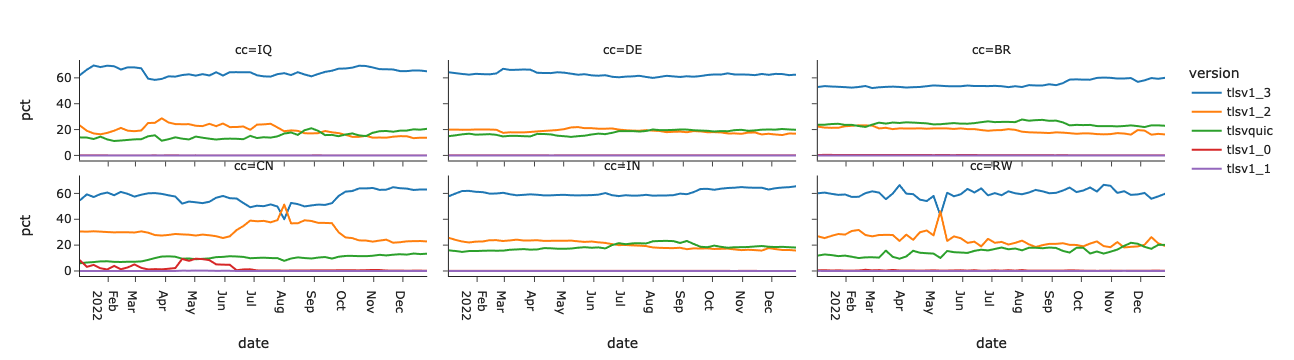 cc=IQ
cc=DE
cc=BR
pct
60
40
20
0
version
tlsv1_3
tlsv1_2
tlsvquic
tlsv1_0
tlsv1_1
cc=CN
cc=IN
cc=RW
pct
60
40
20
0
2022 Feb Mar Apr May Jun Jul Aug Sep Oct Nov Dec
2022 Feb Mar Apr May Jun Jul Aug Sep Oct Nov Dec
2022 Feb Mar Apr May Jun Jul Aug Sep Oct Nov Dec
date
date
date